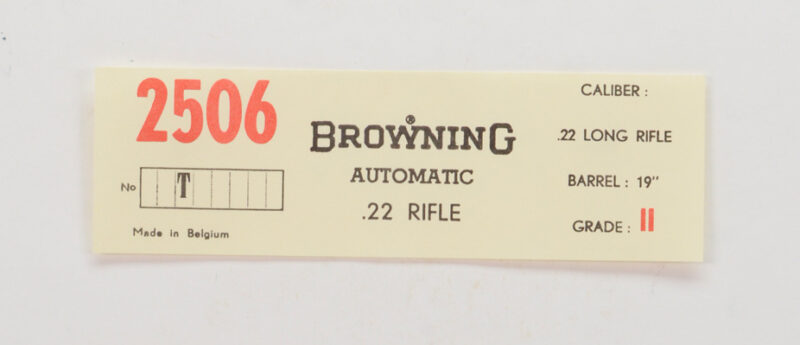 2506
No T
Made in Belgium
BROWNING®
AUTOMATIC
.22 RIFLE
CALIBER :
.22 LONG RIFLE
BARREL : 19"
GRADE : II